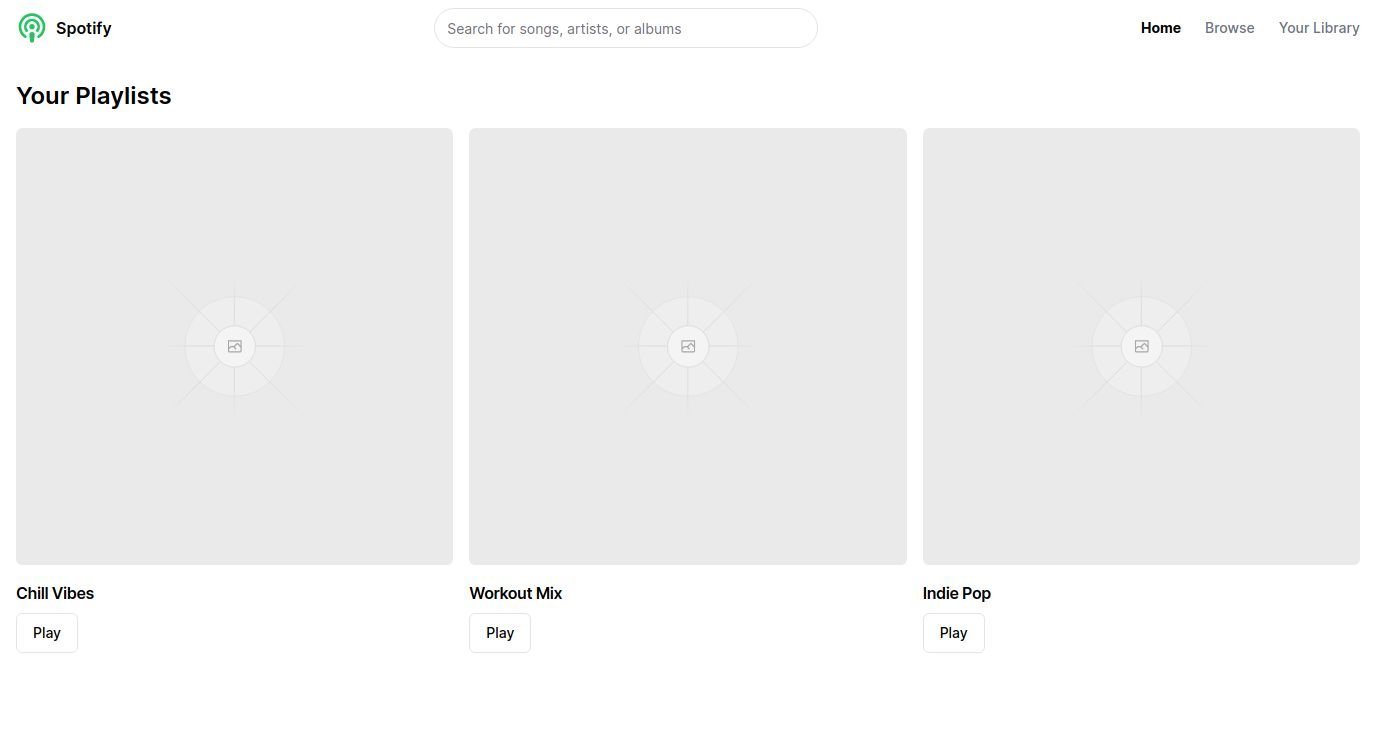 Spotify
Search for songs, artists, or albums
Home Browse Your Library
Your Playlists
Chill Vibes
Play
Workout Mix
Play
Indie Pop
Play